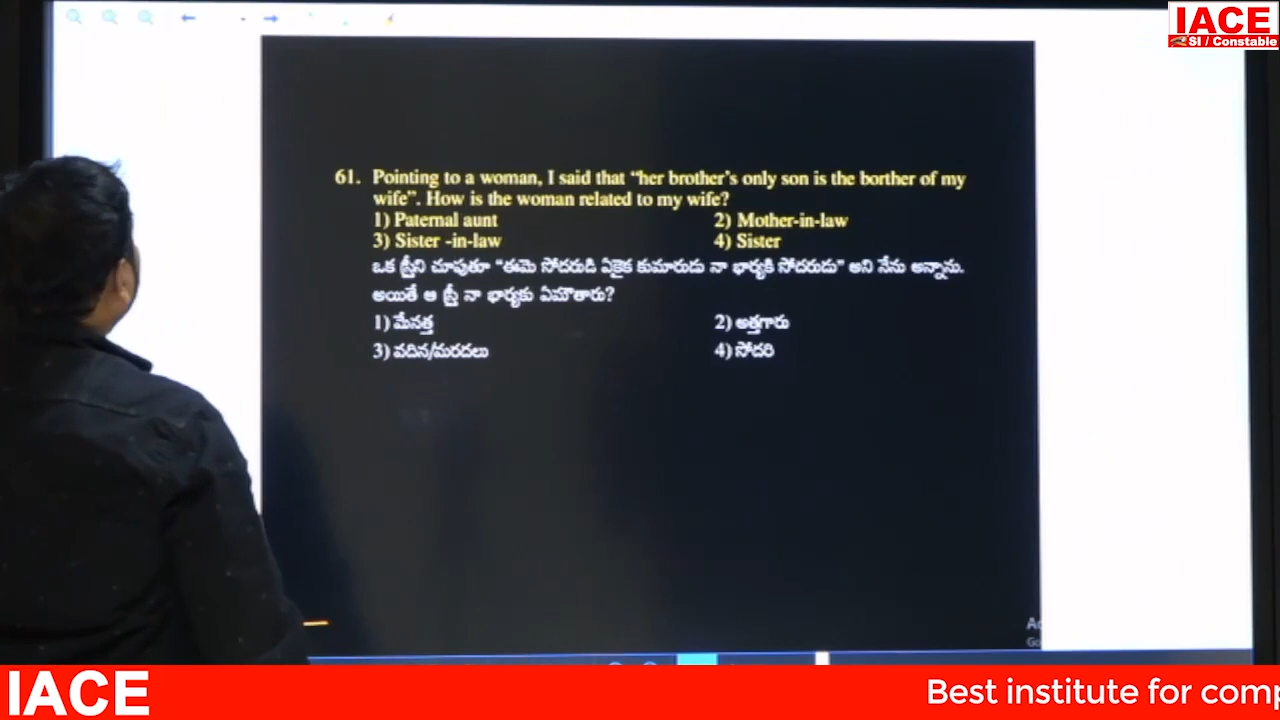 IACE
SI / Constable
61. Pointing to a woman, I said that "her brother's only son is the borther of my
wife". How is the woman related to my wife?
1) Paternal aunt 2) Mother-in-law
3) Sister -in-law 4) Sister
ఒక స్త్రీని చూపుతూ "ఈమె సోదరుడి ఏకైక కుమారుడు నా భార్యకి సోదరుడు" అని నేను అన్నాను.
అయితే ఆ స్త్రీ నా భార్యకు ఏమౌతారు?
1) మేనత్త 2) అత్తగారు
3) వదిన/మరదలు 4) సోదరి
IACE
Best institute for comp